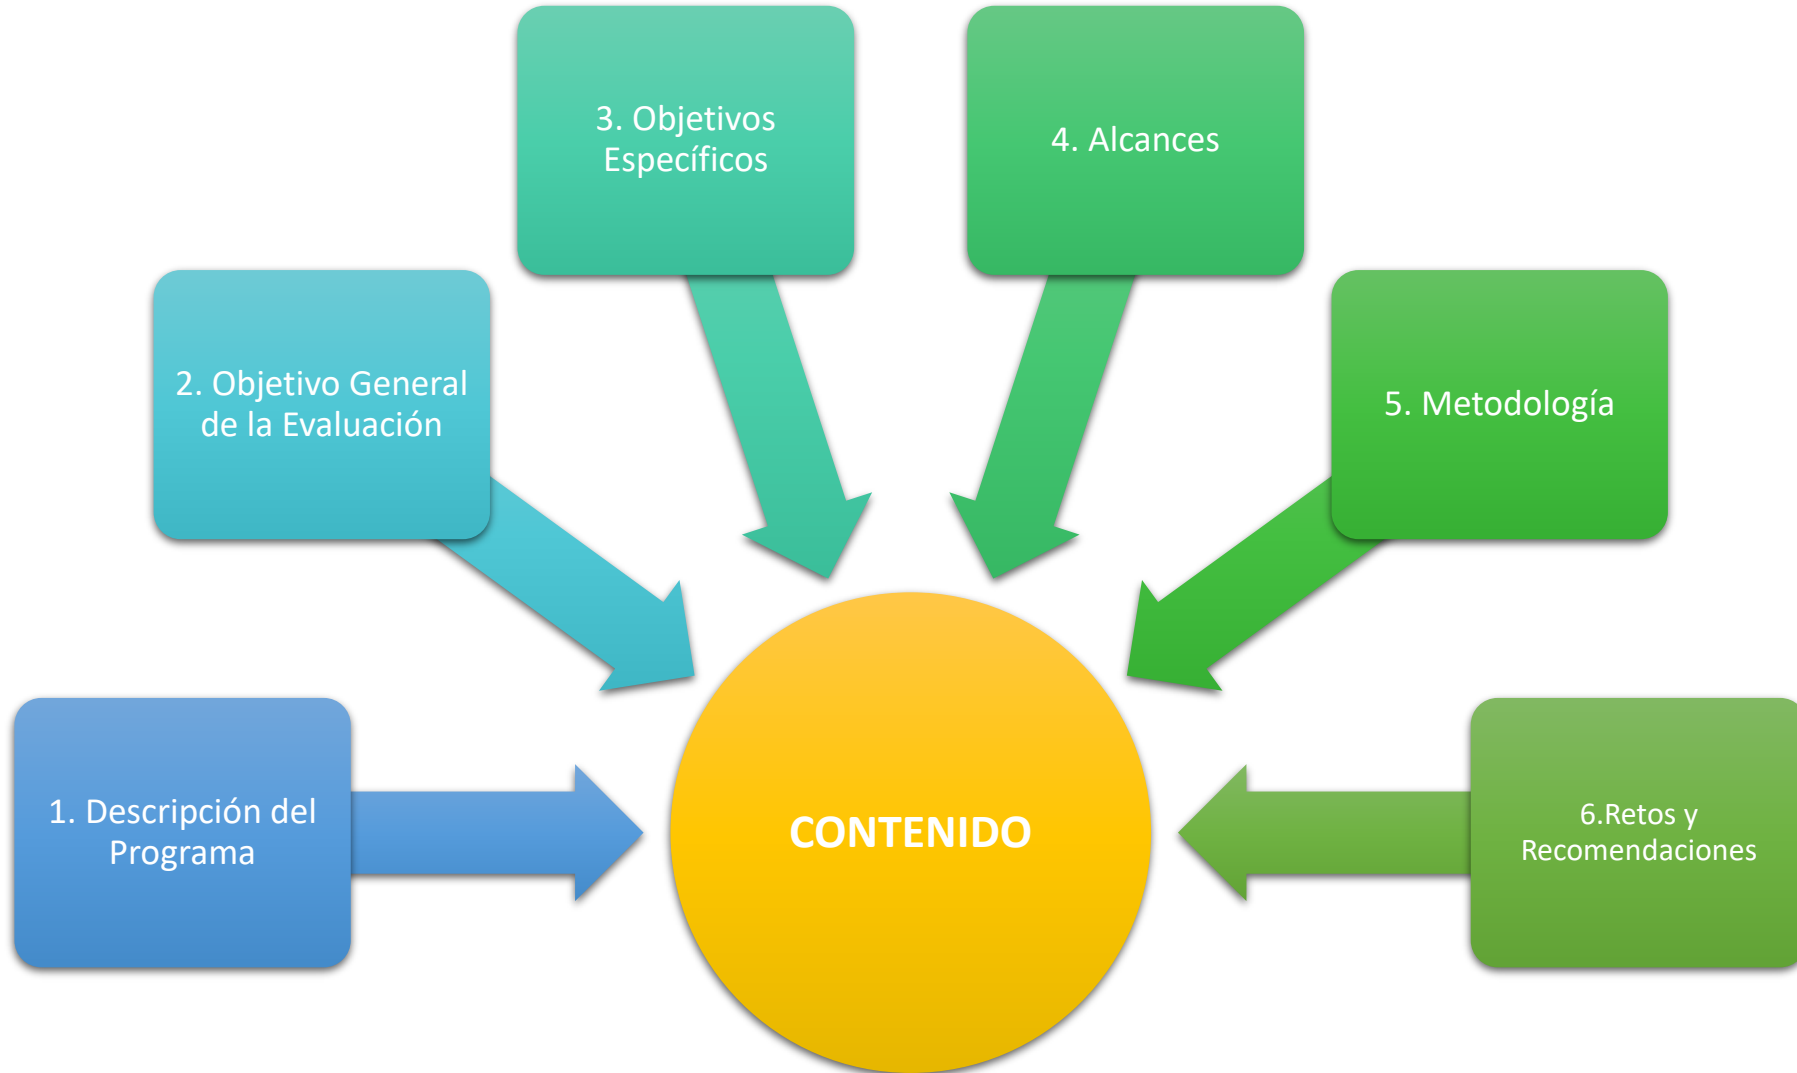 3. Objetivos
Específicos
4. Alcances
2. Objetivo General
de la Evaluación
5. Metodología
1. Descripción del
Programa
CONTENIDO
6.Retos y
Recomendaciones